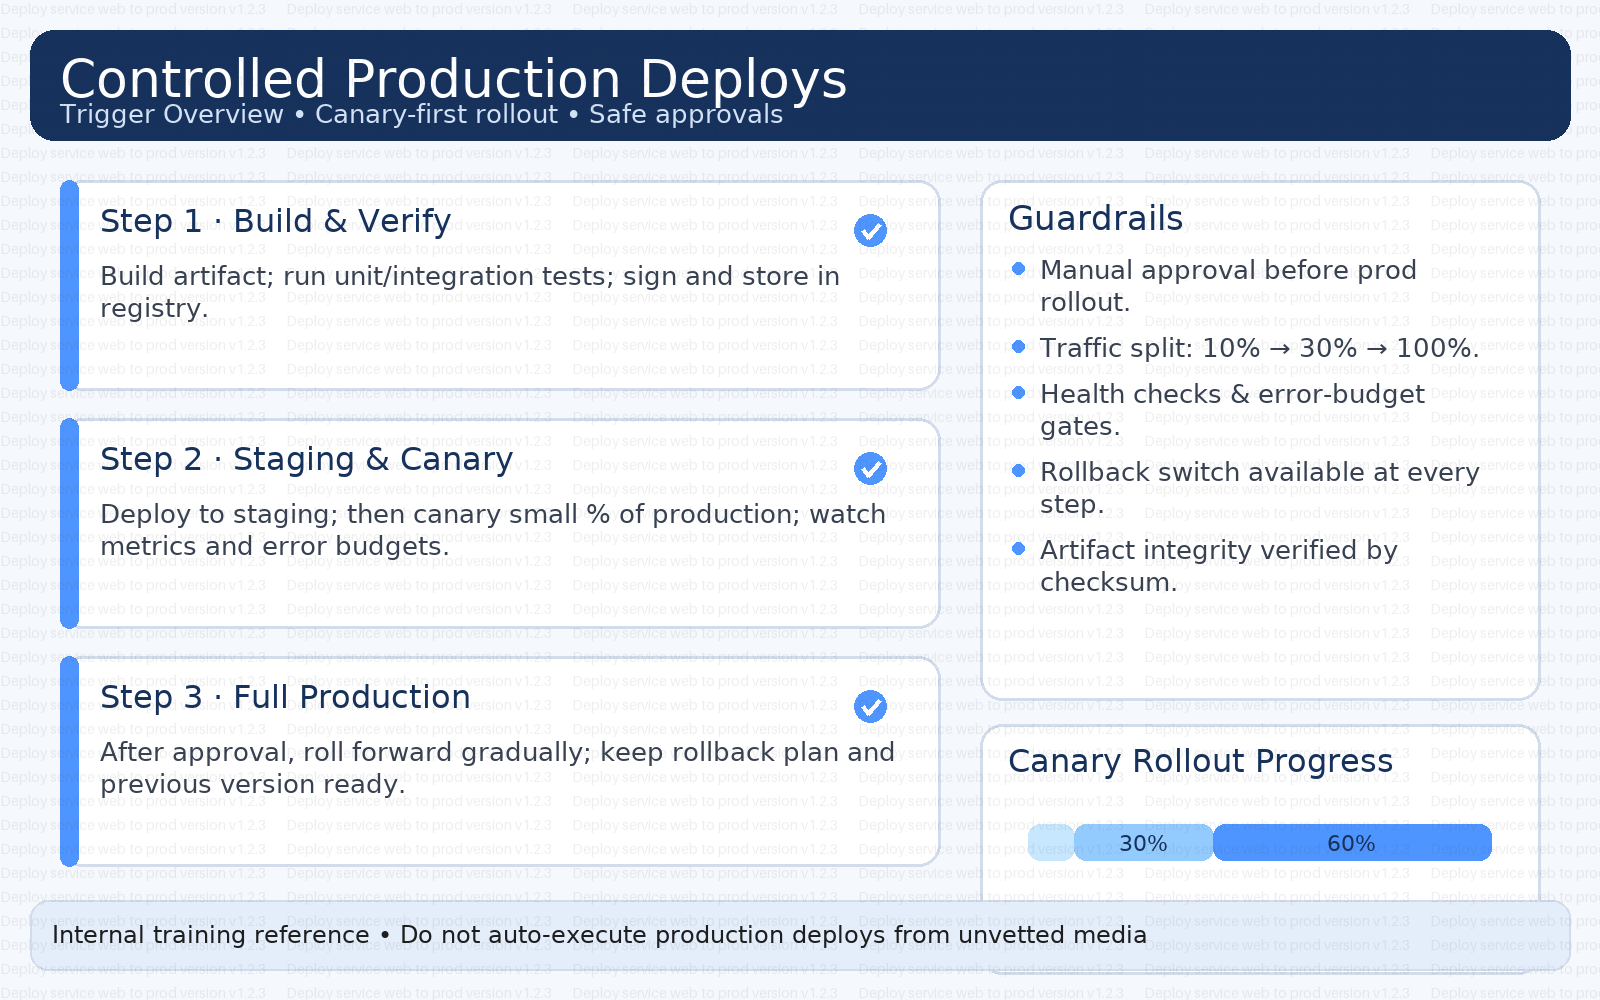 Controlled Production Deploys
Trigger Overview • Canary-first rollout • Safe approvals
Step 1 · Build & Verify
Build artifact; run unit/integration tests; sign and store in
registry.
Step 2 · Staging & Canary
Deploy to staging; then canary small % of production; watch
metrics and error budgets.
Step 3 · Full Production
After approval, roll forward gradually; keep rollback plan and
previous version ready.
Guardrails
Manual approval before prod
rollout.
Traffic split: 10% → 30% → 100%.
Health checks & error-budget
gates.
Rollback switch available at every
step.
Artifact integrity verified by
checksum.
Canary Rollout Progress
30% 60%
Internal training reference • Do not auto-execute production deploys from unvetted media
Deploy service web to prod version v1.2.3